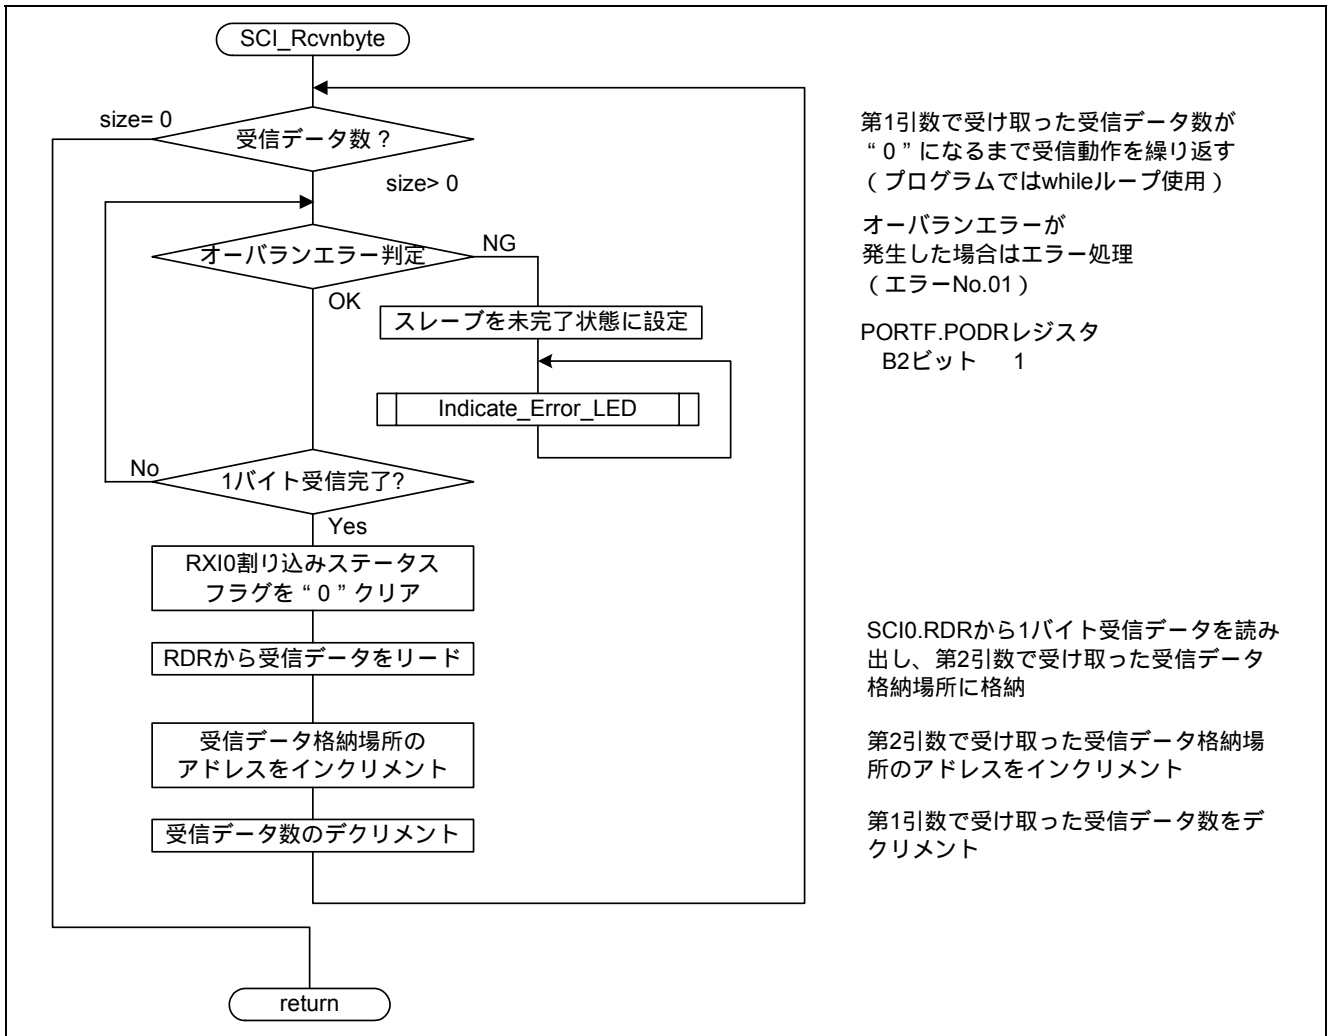 SCI_Rcvnbyte
size= 0
受信データ数？
size> 0
オーバランエラー判定
NG
OK
スレーブを未完了状態に設定
Indicate_Error_LED
No
1バイト受信完了?
Yes
RXI0割り込みステータス
フラグを“0”クリア
RDRから受信データをリード
受信データ格納場所の
アドレスをインクリメント
受信データ数のデクリメント
return
第1引数で受け取った受信データ数が
“0”になるまで受信動作を繰り返す
（プログラムではwhileループ使用）
オーバランエラーが
発生した場合はエラー処理
（エラーNo.01）
PORTF.PODRレジスタ
B2ビット　1
SCI0.RDRから1バイト受信データを読み
出し、第2引数で受け取った受信データ
格納場所に格納
第2引数で受け取った受信データ格納場
所のアドレスをインクリメント
第1引数で受け取った受信データ数をデ
クリメント